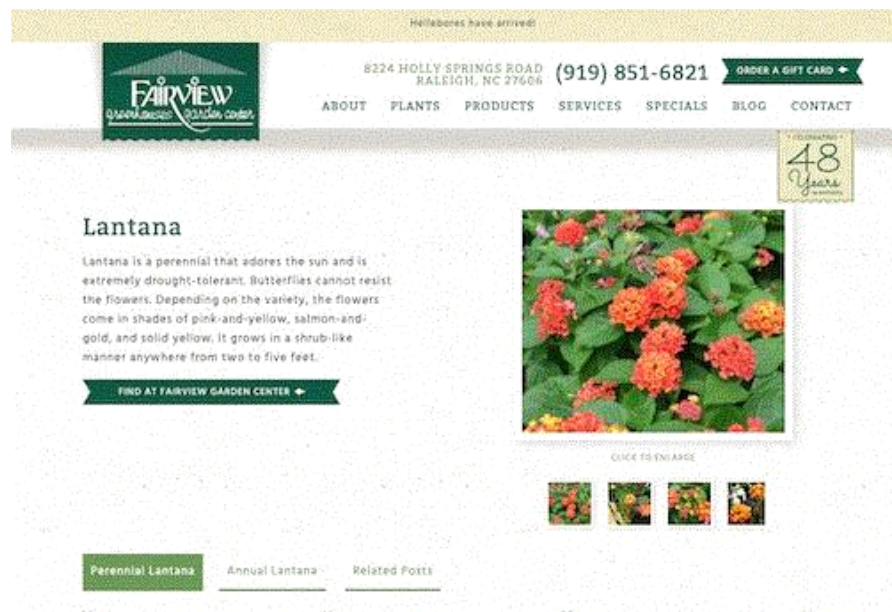 Hellebores have arrived!
FAIRVIEW
greenhouses & garden center
8224 HOLLY SPRINGS ROAD
RALEIGH, NC 27606
(919) 851-6821
ORDER A GIFT CARD
ABOUT PLANTS PRODUCTS SERVICES SPECIALS BLOG CONTACT
CELEBRATING
48
Years
Lantana
Lantana is a perennial that adores the sun and is
extremely drought-tolerant. Butterflies cannot resist
the flowers. Depending on the variety, the flowers
come in shades of pink-and-yellow, salmon-and-
gold, and solid yellow. It grows in a shrub-like
manner anywhere from two to five feet.
FIND AT FAIRVIEW GARDEN CENTER
CLICK TO ENLARGE
Perennial Lantana Annual Lantana Related Posts